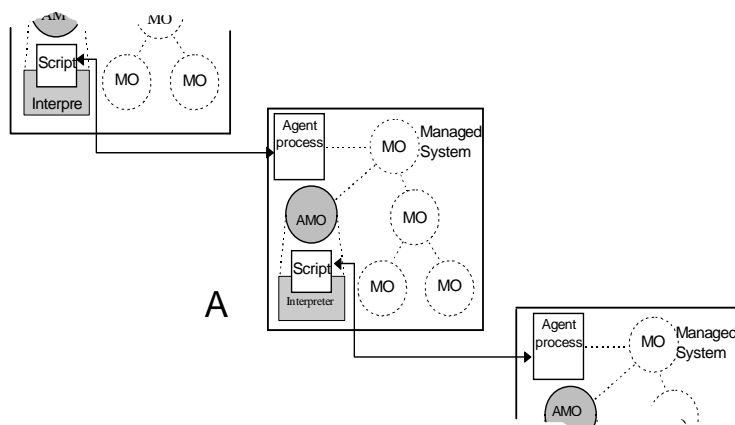 AM
MO
Script
MO
MO
Interpre
Agent
process
MO
Managed
System
AMO
MO
Script
MO
MO
Interpreter
A
Agent
process
MO
Managed
System
AMO